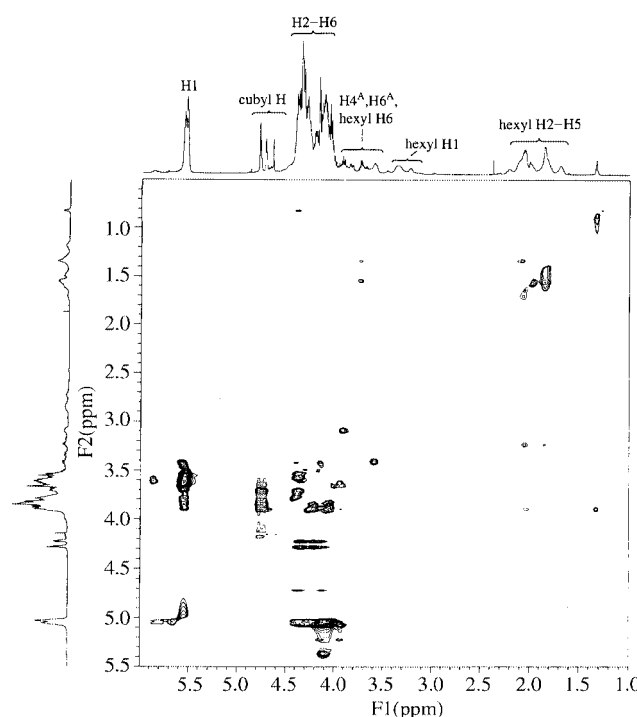 H2–H6
H1
cubyl H
H4ᴬ,H6ᴬ,
hexyl H6
hexyl H1
hexyl H2–H5
F2(ppm)
1.0
1.5
2.0
2.5
3.0
3.5
4.0
4.5
5.0
5.5
5.5 5.0 4.5 4.0 3.5 3.0 2.5 2.0 1.5 1.0
F1(ppm)